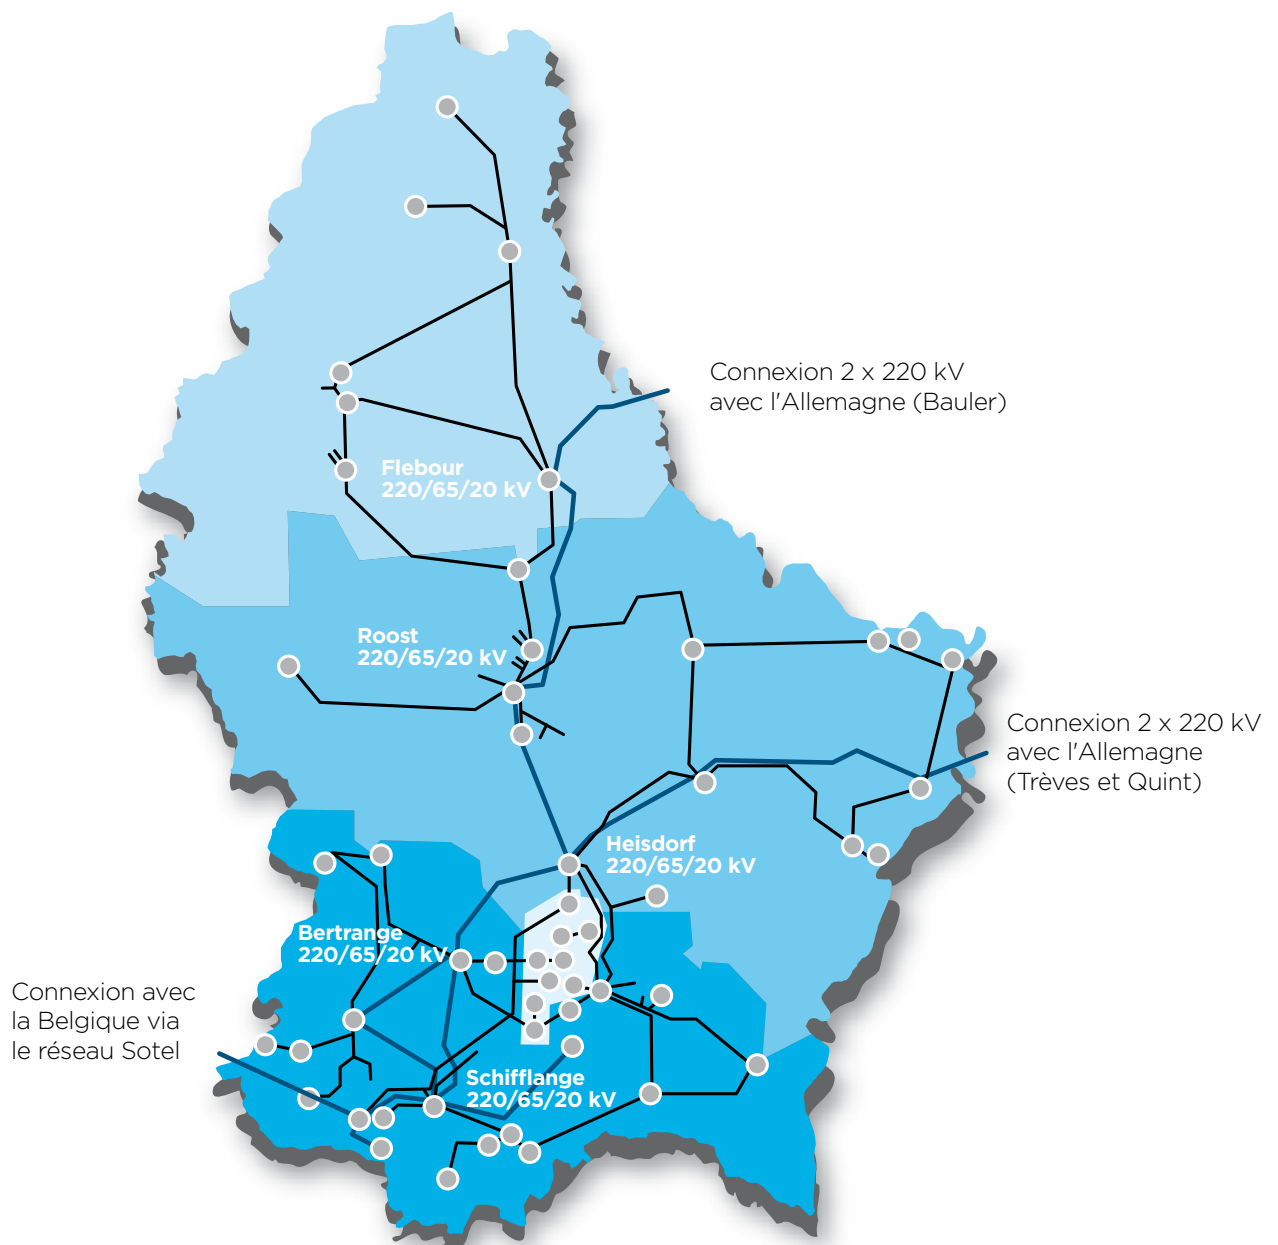 Connexion 2 x 220 kV
avec l'Allemagne (Bauler)
Flebour
220/65/20 kV
Roost
220/65/20 kV
Connexion 2 x 220 kV
avec l'Allemagne
(Trèves et Quint)
Heisdorf
220/65/20 kV
Bertrange
220/65/20 kV
Connexion avec
la Belgique via
le réseau Sotel
Schifflange
220/65/20 kV